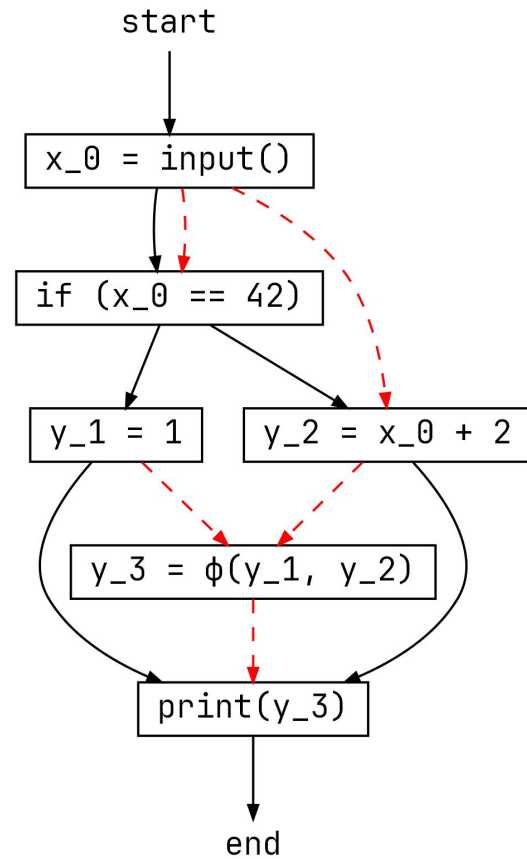 start
x_0 = input()
if (x_0 == 42)
y_1 = 1
y_2 = x_0 + 2
y_3 = ϕ(y_1, y_2)
print(y_3)
end